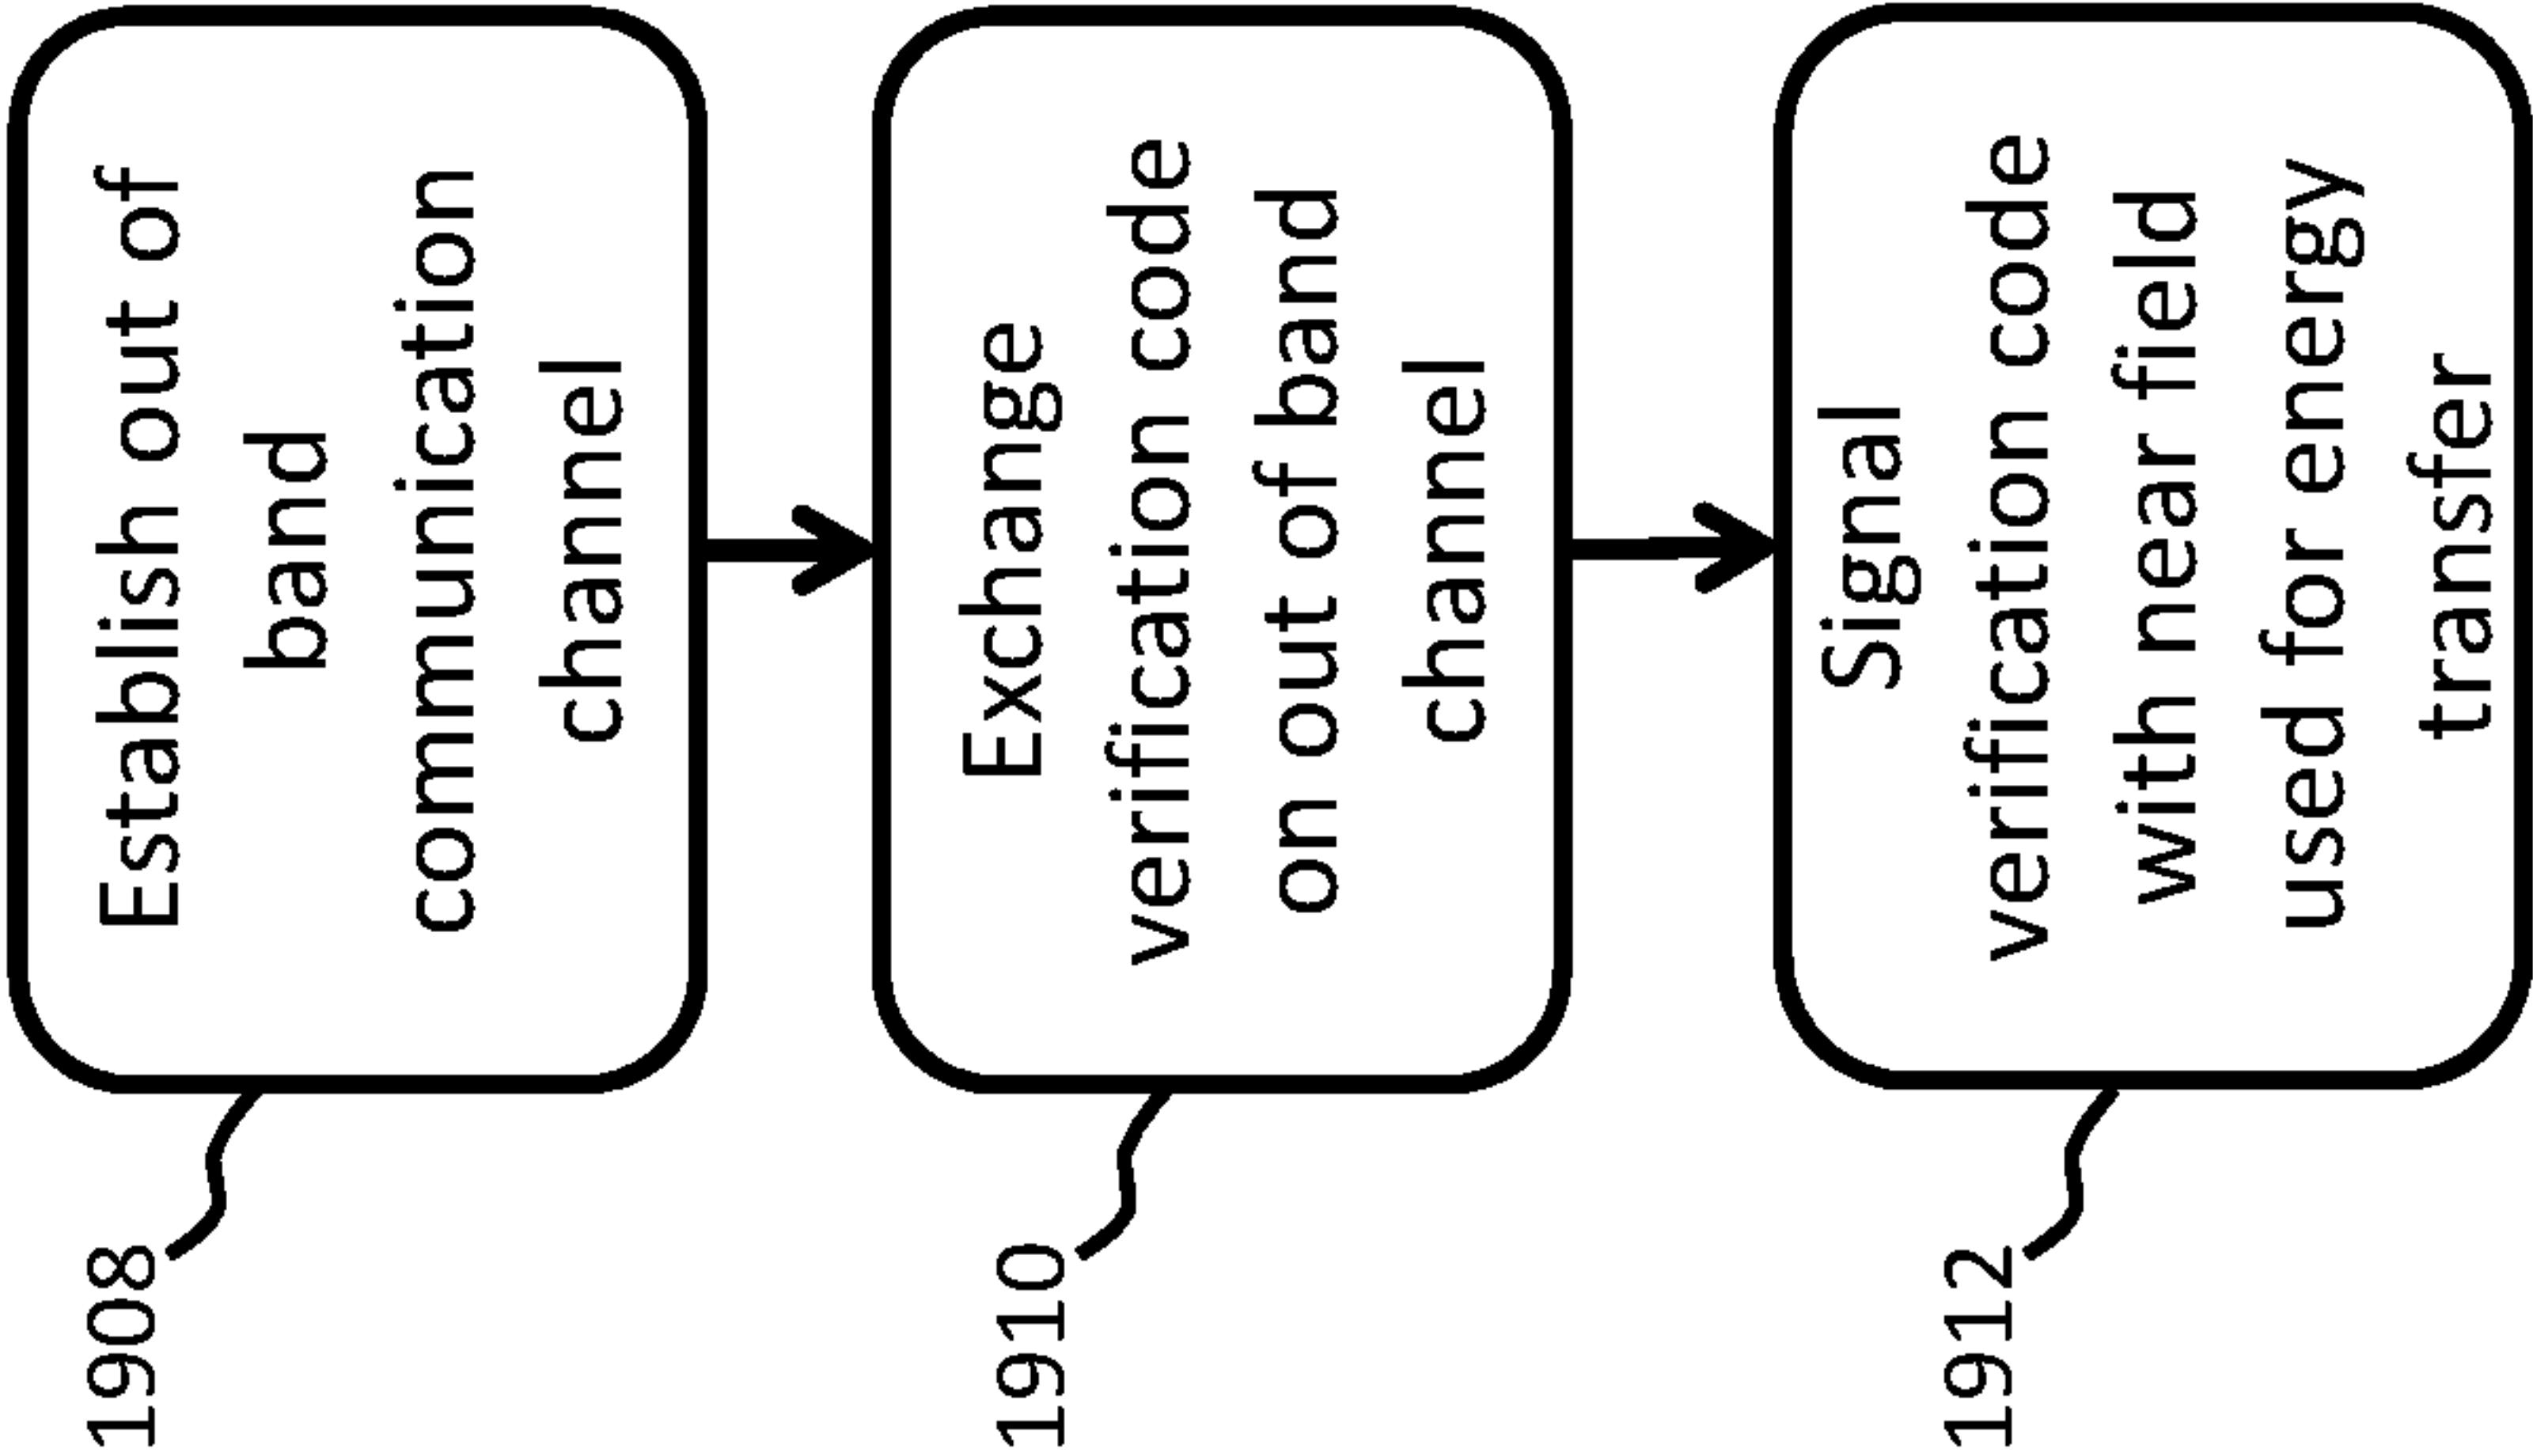 1908
Establish out of
band
communication
channel
1910
Exchange
verification code
on out of band
channel
1912
Signal
verification code
with near field
used for energy
transfer